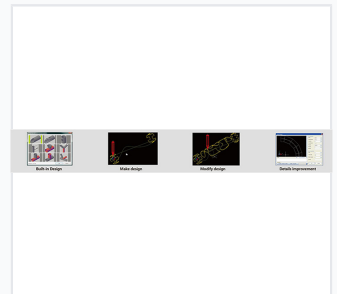 Built-in Design
Make design
Modify design
Details improvement